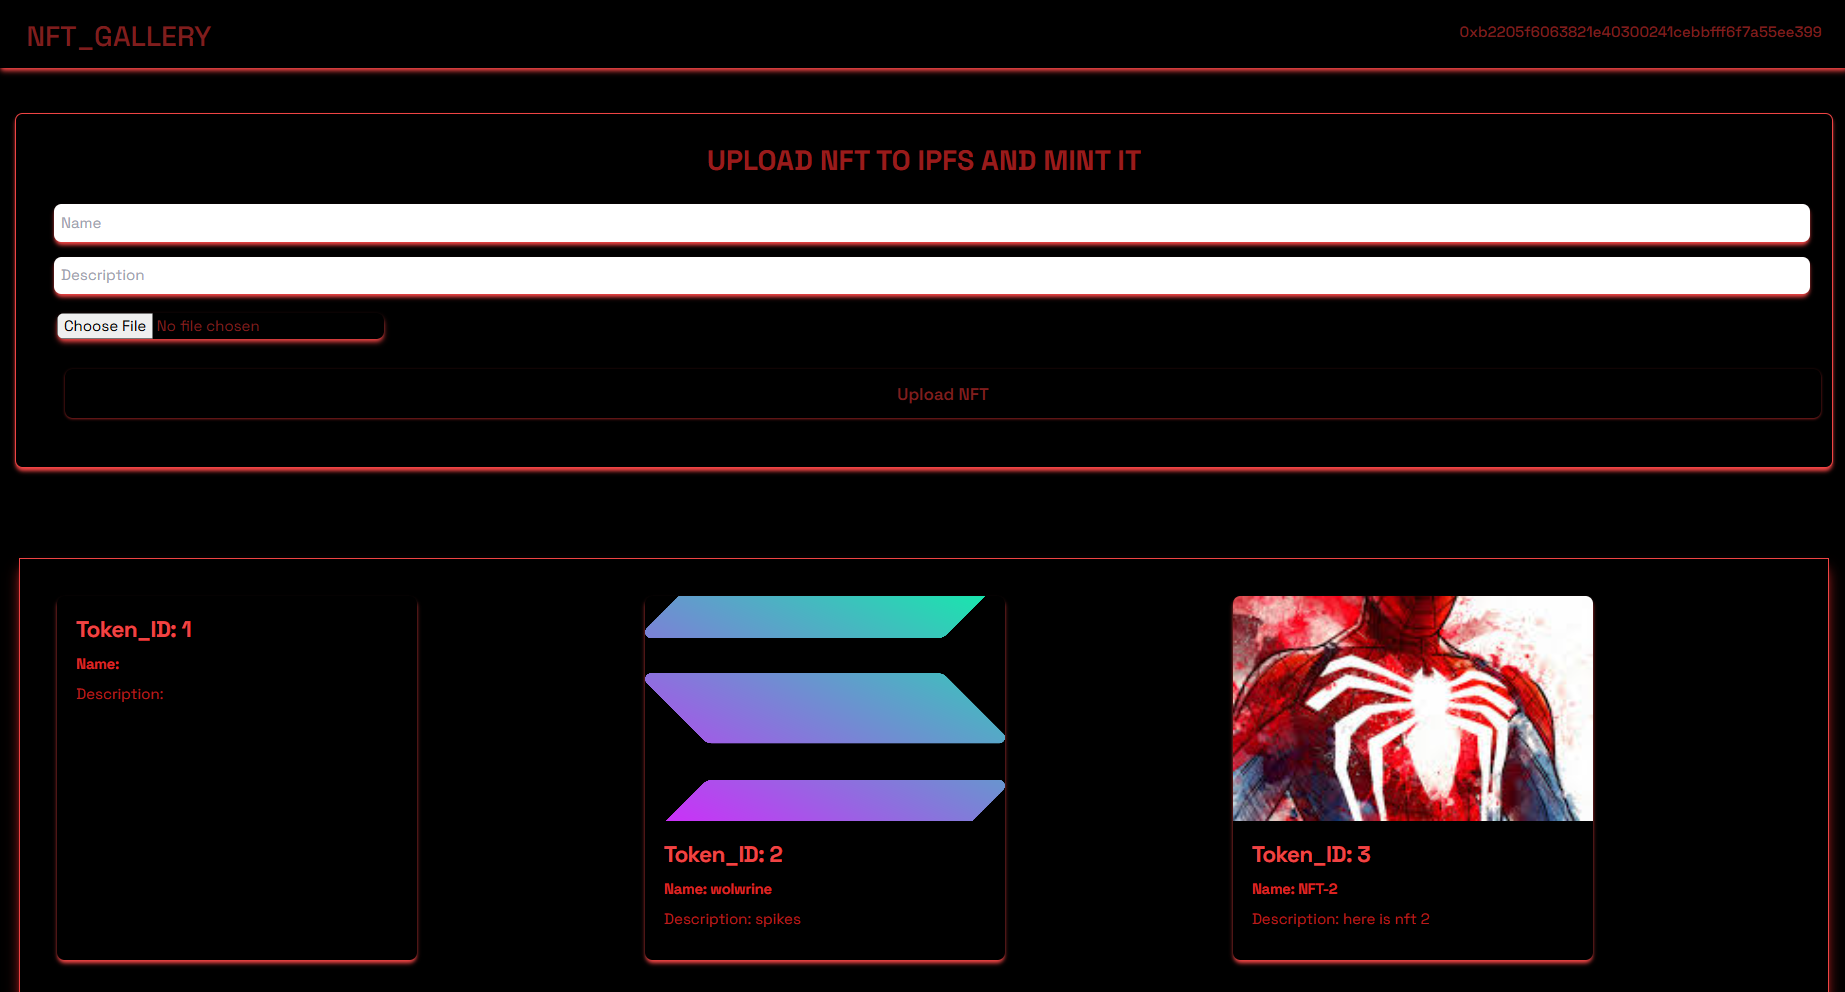 NFT_GALLERY
0xb2205f6063821e40300241cebbfff6f7a55ee399
UPLOAD NFT TO IPFS AND MINT IT
Name
Description
Choose File No file chosen
Upload NFT
Token_ID: 1
Name:
Description:
Token_ID: 2
Name: wolwrine
Description: spikes
Token_ID: 3
Name: NFT-2
Description: here is nft 2